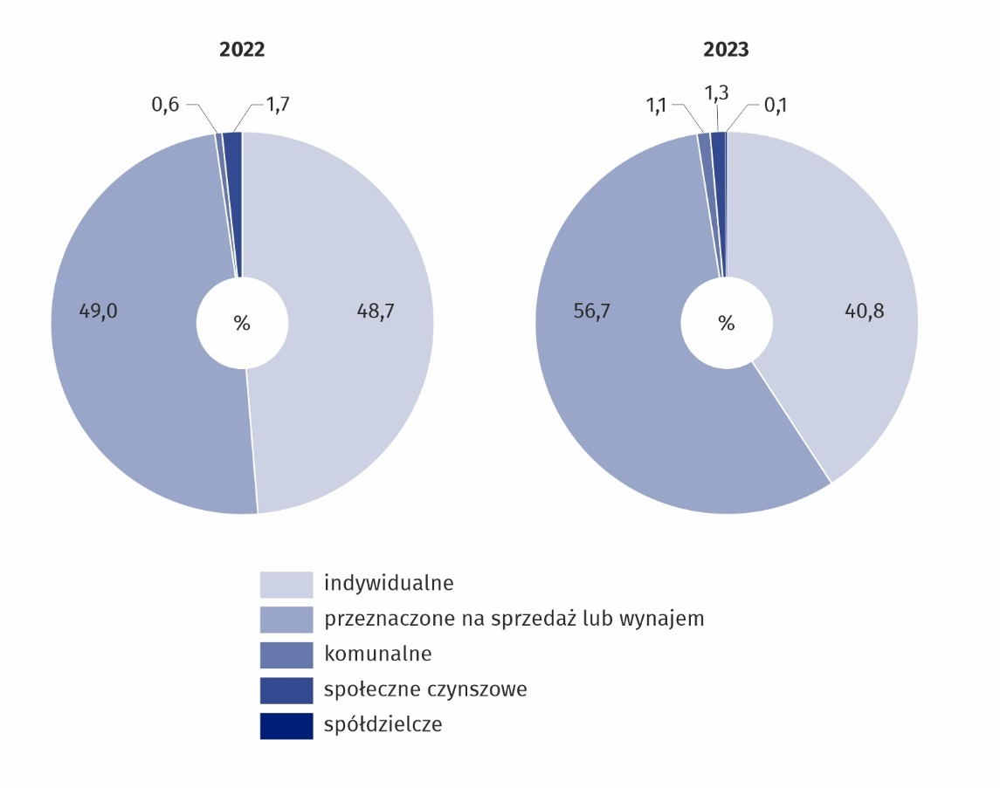 2022
0,6
1,7
49,0
%
48,7
2023
1,1
1,3
0,1
56,7
%
40,8
indywidualne
przeznaczone na sprzedaż lub wynajem
komunalne
społeczne czynszowe
spółdzielcze